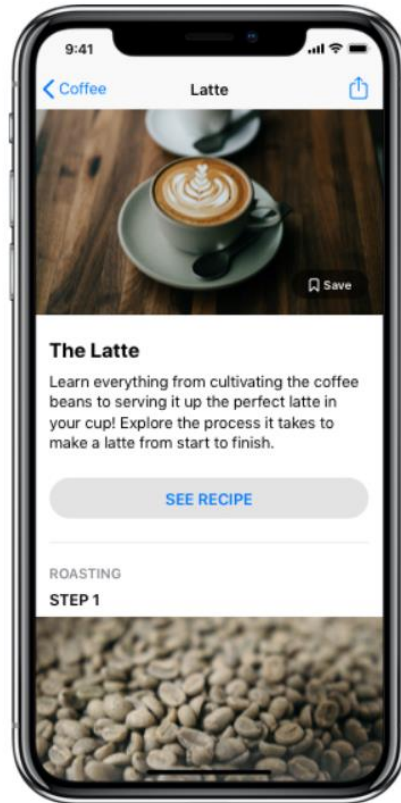 9:41
Coffee
Latte
Save
The Latte
Learn everything from cultivating the coffee
beans to serving it up the perfect latte in
your cup! Explore the process it takes to
make a latte from start to finish.
SEE RECIPE
ROASTING
STEP 1